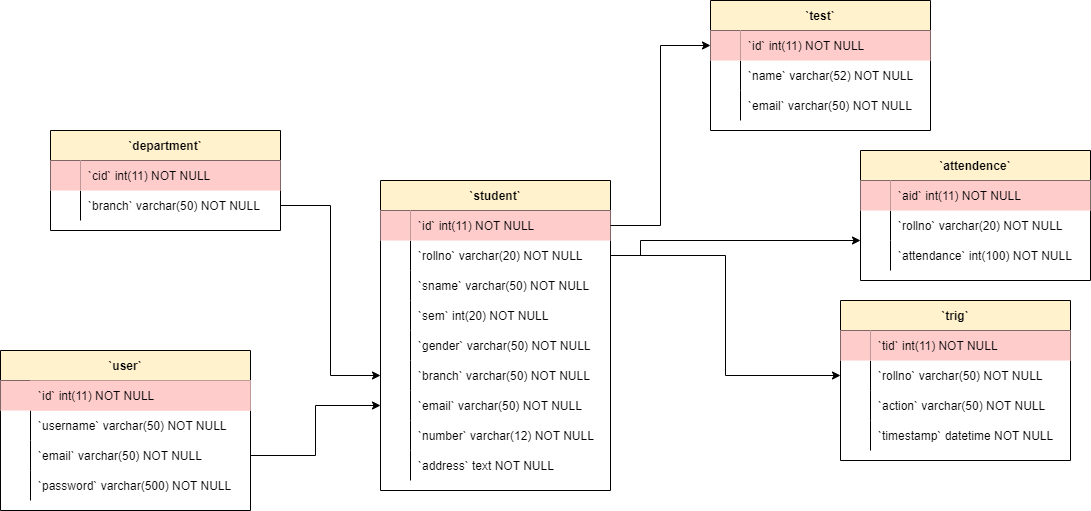 `test`
`id` int(11) NOT NULL
`name` varchar(52) NOT NULL
`email` varchar(50) NOT NULL
`department`
`cid` int(11) NOT NULL
`branch` varchar(50) NOT NULL
`student`
`id` int(11) NOT NULL
`rollno` varchar(20) NOT NULL
`sname` varchar(50) NOT NULL
`sem` int(20) NOT NULL
`gender` varchar(50) NOT NULL
`branch` varchar(50) NOT NULL
`email` varchar(50) NOT NULL
`number` varchar(12) NOT NULL
`address` text NOT NULL
`attendence`
`aid` int(11) NOT NULL
`rollno` varchar(20) NOT NULL
`attendance` int(100) NOT NULL
`trig`
`tid` int(11) NOT NULL
`rollno` varchar(50) NOT NULL
`action` varchar(50) NOT NULL
`timestamp` datetime NOT NULL
`user`
`id` int(11) NOT NULL
`username` varchar(50) NOT NULL
`email` varchar(50) NOT NULL
`password` varchar(500) NOT NULL